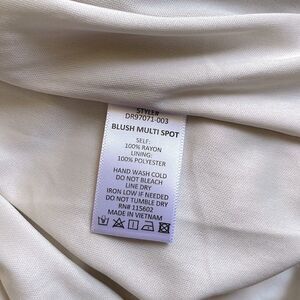 STYLE#
DR97071-003
BLUSH MULTI SPOT
SELF:
100% RAYON
LINING:
100% POLYESTER
HAND WASH COLD
DO NOT BLEACH
LINE DRY
IRON LOW IF NEEDED
DO NOT TUMBLE DRY
RN# 115602
MADE IN VIETNAM